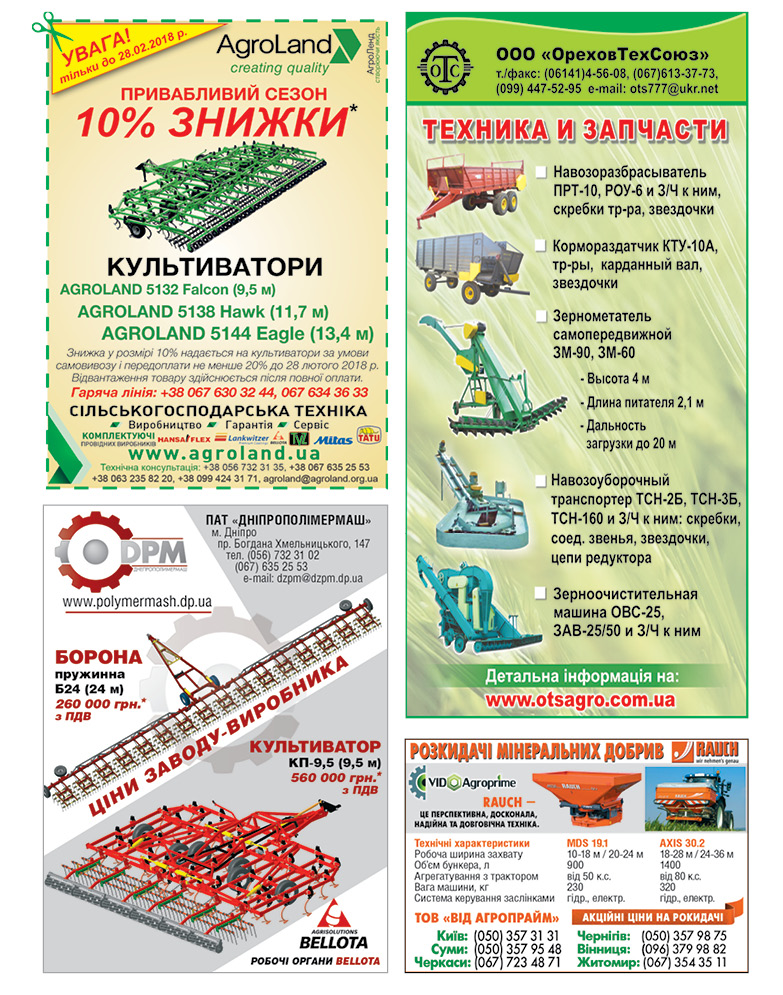 УВАГА!
тільки до 28.02.2018 р.
AgroLand
creating quality
АгроЛенд
створюючи якість
ПРИВАБЛИВИЙ СЕЗОН
10% ЗНИЖКИ*
КУЛЬТИВАТОРИ
AGROLAND 5132 Falcon (9,5 м)
AGROLAND 5138 Hawk (11,7 м)
AGROLAND 5144 Eagle (13,4 м)
Знижка у розмірі 10% надається на культиватори за умови
самовивозу і передоплати не менше 20% до 28 лютого 2018 р.
Відвантаження товару здійснюється після повної оплати.
Гаряча лінія: +38 067 630 32 44, 067 634 36 33
СІЛЬСЬКОГОСПОДАРСЬКА ТЕХНІКА
Виробництво Гарантія Сервіс
КОМПЛЕКТУЮЧІ
ПРОВІДНИХ ВИРОБНИКІВ
HANSA FLEX Lankwitzer BELLOTA Mitas TATU
www.agroland.ua
Технічна консультація: +38 056 732 31 35, +38 067 635 25 53
+38 063 235 82 20, +38 099 424 31 71, agroland@agroland.org.ua
DPM
ДНІПРОПОЛІМЕРМАШ
www.polymermash.dp.ua
ПАТ «ДНІПРОПОЛІМЕРМАШ»
м. Дніпро
пр. Богдана Хмельницького, 147
тел. (056) 732 31 02
(067) 635 25 53
e-mail: dzpm@dzpm.dp.ua
БОРОНА
пружинна
Б24 (24 м)
260 000 грн.*
з ПДВ
ЦІНИ ЗАВОДУ-ВИРОБНИКА
КУЛЬТИВАТОР
КП-9,5 (9,5 м)
560 000 грн.*
з ПДВ
AGRISOLUTIONS
BELLOTA
РОБОЧІ ОРГАНИ BELLOTA
ОТС
ООО «ОреховТехСоюз»
т./факс: (06141)4-56-08, (067)613-37-73,
(099) 447-52-95 e-mail: ots777@ukr.net
ТЕХНИКА И ЗАПЧАСТИ
Навозоразбрасыватель
ПРТ-10, РОУ-6 и З/Ч к ним,
скребки тр-ра, звездочки
Кормораздатчик КТУ-10А,
тр-ры, карданный вал,
звездочки
Зернометатель
самопередвижной
ЗМ-90, ЗМ-60
- Высота 4 м
- Длина питателя 2,1 м
- Дальность
загрузки до 20 м
Навозоуборочный
транспортер ТСН-2Б, ТСН-3Б,
ТСН-160 и З/Ч к ним: скребки,
соед. звенья, звездочки,
цепи редуктора
Зерноочистительная
машина ОВС-25,
ЗАВ-25/50 и З/Ч к ним
Детальна інформація на:
www.otsagro.com.ua
РОЗКИДАЧІ МІНЕРАЛЬНИХ ДОБРИВ
RAUCH
wir nehmen's genau
VID Agroprime
RAUCH –
ЦЕ ПЕРСПЕКТИВНА, ДОСКОНАЛА,
НАДІЙНА ТА ДОВГОВІЧНА ТЕХНІКА.
RAUCH
Технічні характеристики MDS 19.1 AXIS 30.2
Робоча ширина захвату 10-18 м / 20-24 м 18-28 м / 24-36 м
Об'єм бункера, л 900 1400
Агрегатування з трактором від 50 к.с. від 80 к.с.
Вага машини, кг 230 320
Система керування заслінками гідр., електр. гідр., електр.
ТОВ «ВІД АГРОПРАЙМ»
АКЦІЙНІ ЦІНИ НА РОКИДАЧІ
Київ: (050) 357 31 31 Чернігів: (050) 357 98 75
Суми: (050) 357 95 48 Вінниця: (096) 379 98 82
Черкаси: (067) 723 48 71 Житомир: (067) 354 35 11